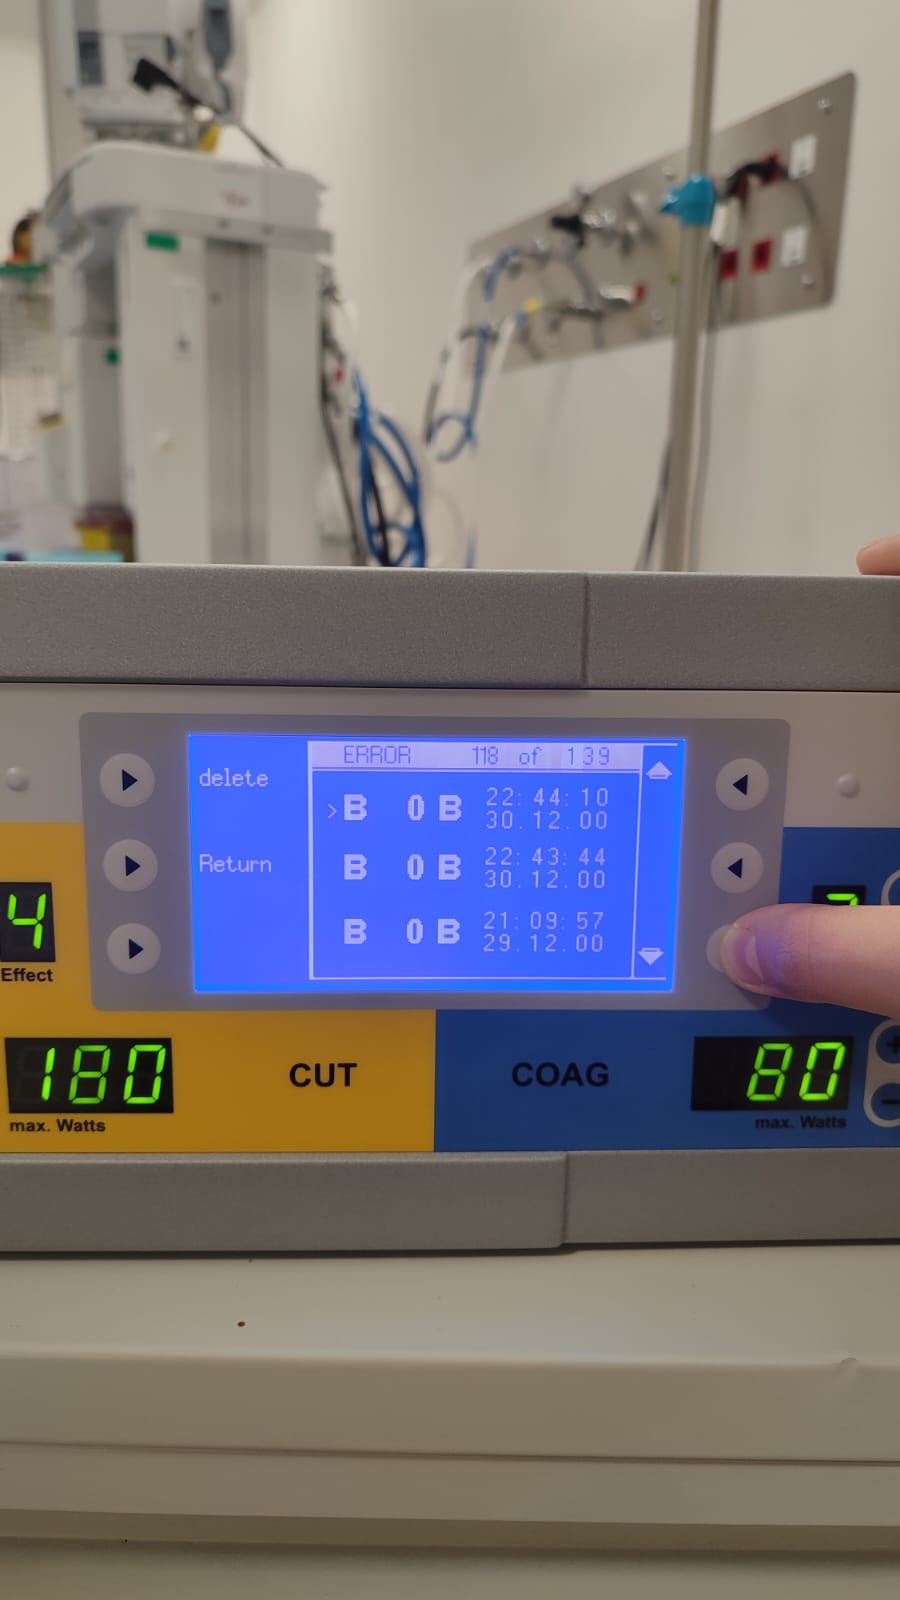 ERROR 118 of 139
delete
>B 0B 22:44:10
30.12.00
Return
B 0B 22:43:44
30.12.00
B 0B 21:09:57
29.12.00
4
Effect
180
CUT
COAG
80
max. Watts
max. Watts
+
-